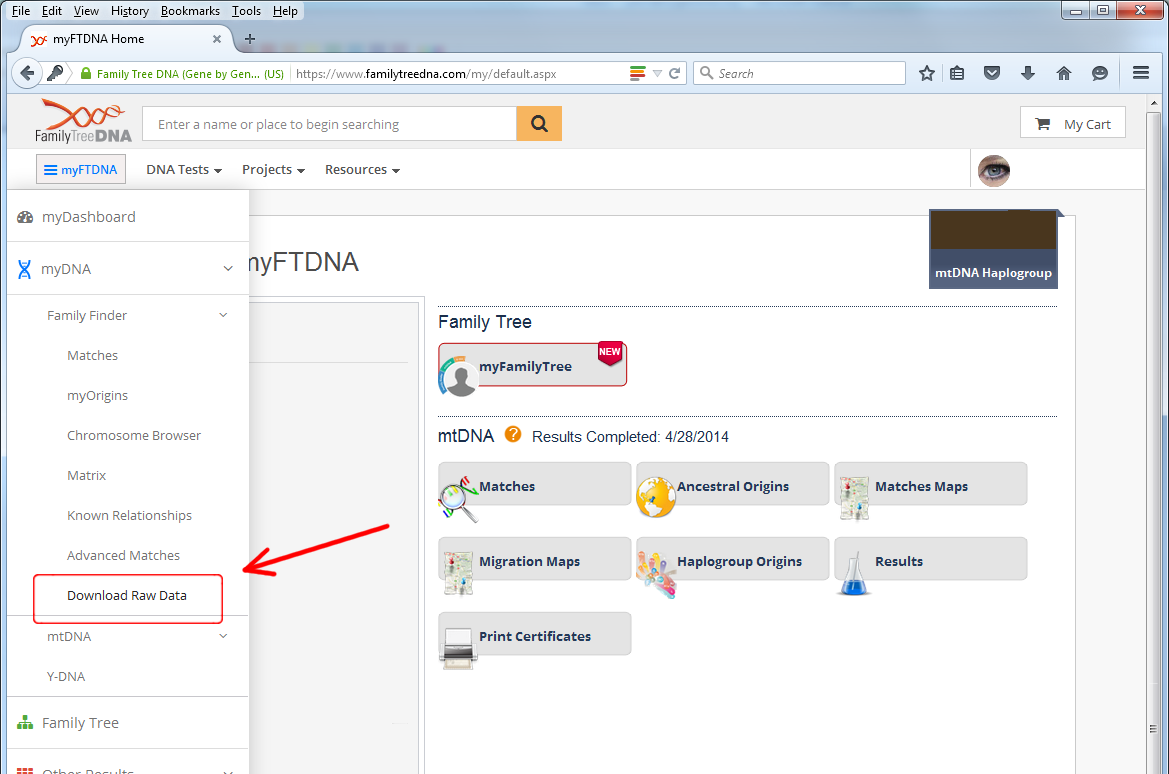 File Edit View History Bookmarks Tools Help
myFTDNA Home
Family Tree DNA (Gene by Gen... (US) https://www.familytreedna.com/my/default.aspx Search
FamilyTreeDNA
Enter a name or place to begin searching
My Cart
myFTDNA DNA Tests Projects Resources
myDashboard
myDNA
Family Finder
Matches
myOrigins
Chromosome Browser
Matrix
Known Relationships
Advanced Matches
Download Raw Data
mtDNA
Y-DNA
Family Tree
Other Results
myFTDNA
mtDNA Haplogroup
Family Tree
myFamilyTree
NEW
mtDNA ? Results Completed: 4/28/2014
Matches
Ancestral Origins
Matches Maps
Migration Maps
Haplogroup Origins
Results
Print Certificates